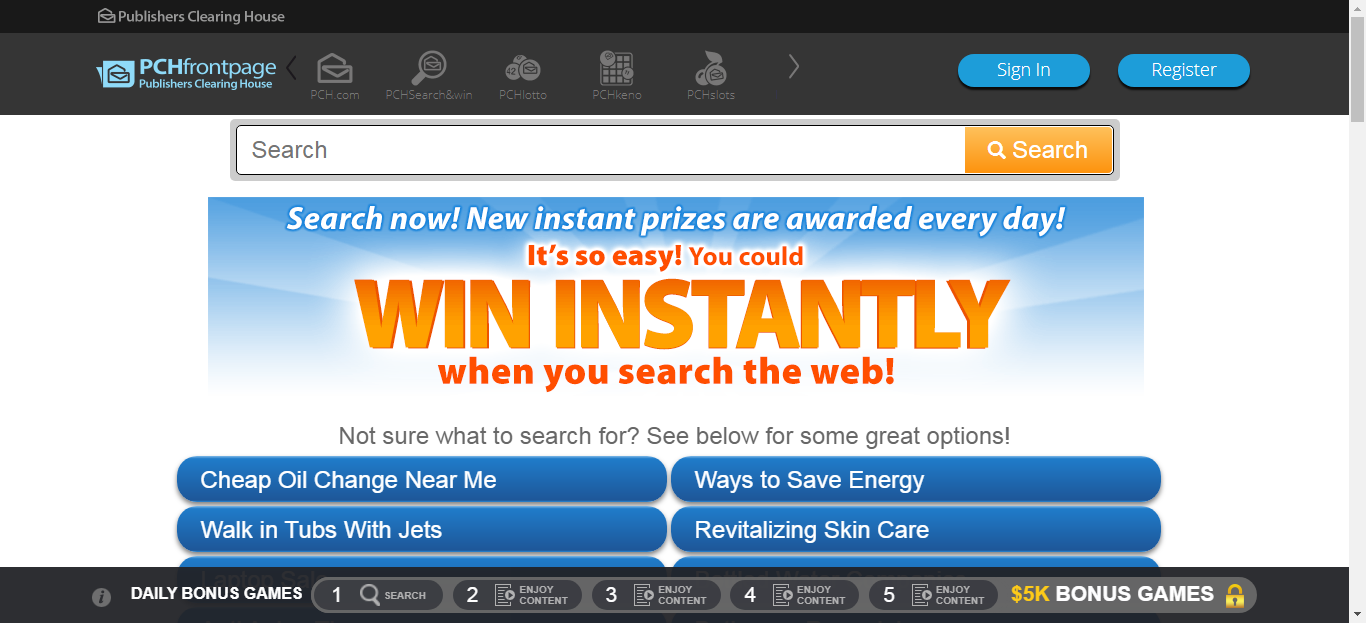 Publishers Clearing House
PCHfrontpage
Publishers Clearing House
PCH.com
PCHSearch&win
42
PCHlotto
PCHkeno
PCHslots
Sign In
Register
Search
Search
Search now! New instant prizes are awarded every day!
It's so easy! You could
WIN INSTANTLY
when you search the web!
Not sure what to search for? See below for some great options!
Cheap Oil Change Near Me
Ways to Save Energy
Walk in Tubs With Jets
Revitalizing Skin Care
DAILY BONUS GAMES
1 SEARCH
2 ENJOY
CONTENT
3 ENJOY
CONTENT
4 ENJOY
CONTENT
5 ENJOY
CONTENT
$5K BONUS GAMES